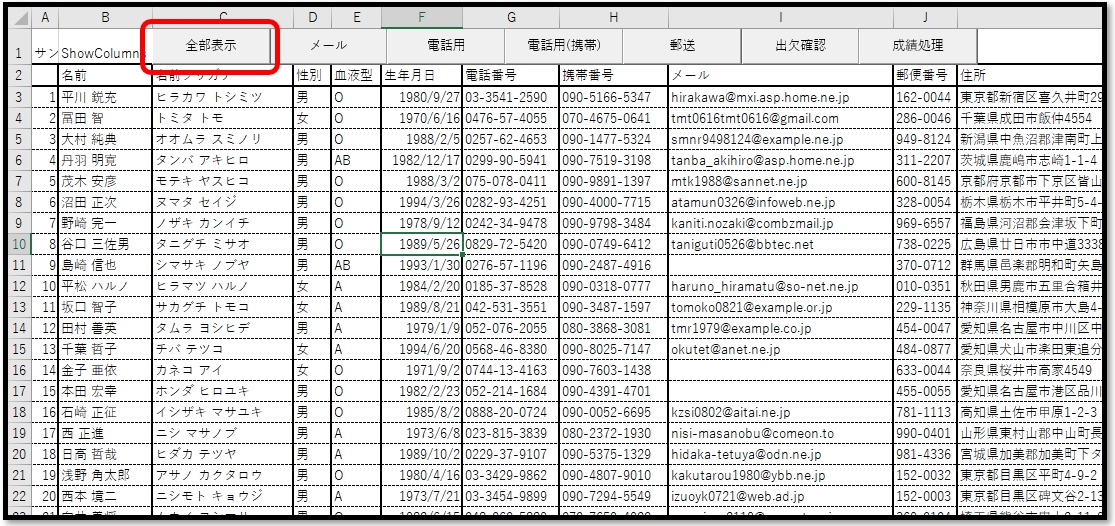 A B C D E F G H I J
1 サン ShowColumns 全部表示 メール 電話用 電話用(携帯) 郵送 出欠確認 成績処理
2 名前 名前フリガナ 性別 血液型 生年月日 電話番号 携帯番号 メール 郵便番号 住所
3 1 平川 鋭充 ヒラカワ トシミツ 男 O 1980/9/27 03-3541-2590 090-5166-5347 hirakawa@mxi.asp.home.ne.jp 162-0044 東京都新宿区喜久井町29
4 2 冨田 智 トミタ トモ 女 O 1970/6/16 0476-57-4055 070-4675-0641 tmt0616tmt0616@gmail.com 286-0046 千葉県成田市飯仲4554
5 3 大村 純典 オオムラ スミノリ 男 O 1988/2/5 0257-62-4653 090-1477-5324 smnr9498124@example.ne.jp 949-8124 新潟県中魚沼郡津南町上
6 4 丹羽 明寛 タンバ アキヒロ 男 AB 1982/12/17 0299-90-5941 090-7519-3198 tanba_akihiro@asp.home.ne.jp 311-2207 茨城県鹿嶋市志崎1-1-4
7 5 茂木 安彦 モテキ ヤスヒコ 男 O 1988/3/2 075-078-0411 090-9891-1397 mtk1988@sannet.ne.jp 600-8145 京都府京都市下京区皆山
8 6 沼田 正次 ヌマタ セイジ 男 O 1994/3/26 0282-93-4251 090-4000-7715 atamun0326@infoweb.ne.jp 328-0054 栃木県栃木市平井町5-4-
9 7 野崎 完一 ノザキ カンイチ 男 O 1978/9/12 0242-34-9478 090-9798-3484 kaniti.nozaki@combzmail.jp 969-6557 福島県河沼郡会津坂下町
10 8 谷口 三佐男 タニグチ ミサオ 男 O 1989/5/26 0829-72-5420 090-0749-6412 taniguti0526@bbtec.net 738-0225 広島県廿日市市中道3338
11 9 島崎 信也 シマサキ ノブヤ 男 AB 1993/1/30 0276-57-1196 090-2487-4916 370-0712 群馬県邑楽郡明和町矢島
12 10 平松 ハルノ ヒラマツ ハルノ 女 A 1984/2/20 0185-37-8528 090-0318-0777 haruno_hiramatu@so-net.ne.jp 010-0351 秋田県男鹿市五里合箱井
13 11 坂口 智子 サカグチ トモコ 女 A 1989/8/21 042-531-3551 090-3487-1597 tomoko0821@example.or.jp 229-1135 神奈川県相模原市大島4-
14 12 田村 善英 タムラ ヨシヒデ 男 A 1979/1/9 052-076-2055 080-3868-3081 tmr1979@example.co.jp 454-0047 愛知県名古屋市中川区中
15 13 千葉 哲子 チバ テツコ 女 A 1994/6/20 0568-46-8380 090-8025-7147 okutet@anet.ne.jp 484-0877 愛知県犬山市楽田東追分
16 14 金子 亜依 カネコ アイ 女 O 1971/9/2 0744-13-4163 090-7603-1438 633-0044 奈良県桜井市高家4549
17 15 本田 宏幸 ホンダ ヒロユキ 男 O 1982/2/23 052-214-1684 090-4391-4701 455-0055 愛知県名古屋市港区品川
18 16 石崎 正征 イシザキ マサユキ 男 O 1985/8/2 0888-20-0724 090-0052-6695 kzsi0802@aitai.ne.jp 781-1113 高知県土佐市甲原1-2-3
19 17 西 正進 ニシ マサノブ 男 A 1973/6/8 023-815-3839 080-2372-1930 nisi-masanobu@comeon.to 990-0401 山形県東村山郡中山町長
20 18 日高 哲哉 ヒダカ テツヤ 男 A 1989/10/2 0229-37-9107 090-5375-1329 hidaka-tetuya@odn.ne.jp 981-4336 宮城県加美郡加美町下タ
21 19 浅野 角太郎 アサノ カクタロウ 男 O 1980/4/16 03-3429-9862 090-4807-9010 kakutarou1980@ybb.ne.jp 152-0032 東京都目黒区平町4-9-2
22 20 西本 境二 ニシモト キョウジ 男 A 1973/7/21 03-3454-9899 090-7294-5549 izuoyk0721@web.ad.jp 152-0003 東京都目黒区碑文谷2-13